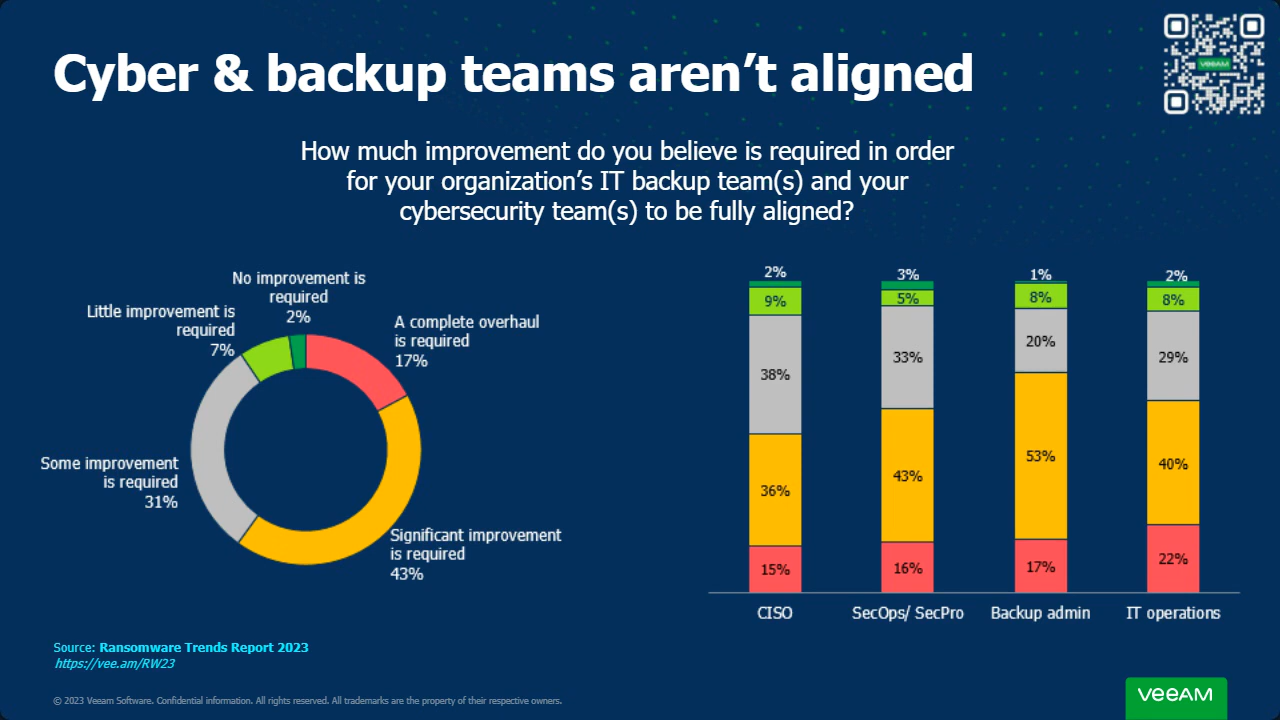 Cyber & backup teams aren’t aligned
VeeAM
How much improvement do you believe is required in order
for your organization’s IT backup team(s) and your
cybersecurity team(s) to be fully aligned?
No improvement is
required
2%
Little improvement is
required
7%
A complete overhaul
is required
17%
Some improvement
is required
31%
Significant improvement
is required
43%
2%
9%
38%
36%
15%
CISO
3%
5%
33%
43%
16%
SecOps/ SecPro
1%
8%
20%
53%
17%
Backup admin
2%
8%
29%
40%
22%
IT operations
Source: Ransomware Trends Report 2023
https://vee.am/RW23
© 2023 Veeam Software. Confidential information. All rights reserved. All trademarks are the property of their respective owners.
VeeAM